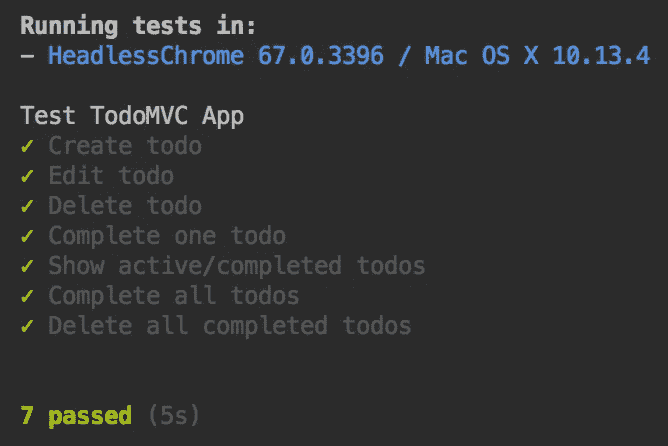 Running tests in:
- HeadlessChrome 67.0.3396 / Mac OS X 10.13.4
Test TodoMVC App
✓ Create todo
✓ Edit todo
✓ Delete todo
✓ Complete one todo
✓ Show active/completed todos
✓ Complete all todos
✓ Delete all completed todos
7 passed (5s)